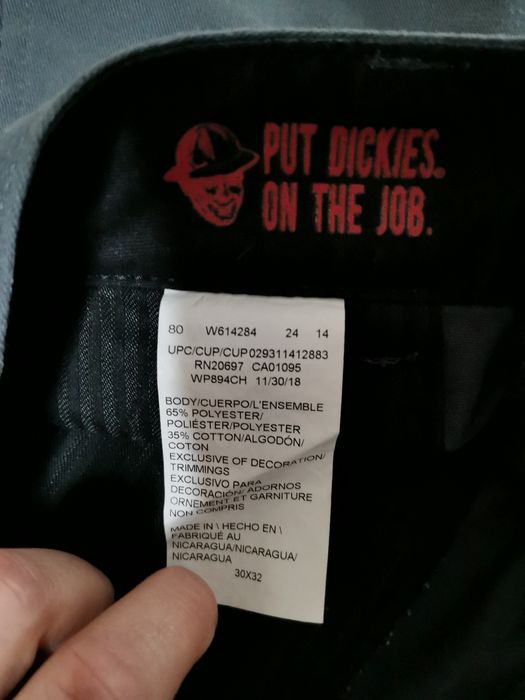 PUT DICKIES.
ON THE JOB.
80 W614284 24 14
UPC/CUP/CUP029311412883
RN20697 CA01095
WP894CH 11/30/18
BODY/CUERPO/L'ENSEMBLE
65% POLYESTER/
POLIÉSTER/POLYESTER
35% COTTON/ALGODÓN/
COTON
EXCLUSIVE OF DECORATION/
TRIMMINGS
EXCLUSIVO PARA
DECORACIÓN/ ADORNOS
ORNEMENT ET GARNITURE
NON COMPRIS
MADE IN \ HECHO EN \
FABRIQUÉ AU
NICARAGUA/NICARAGUA/
NICARAGUA
30X32